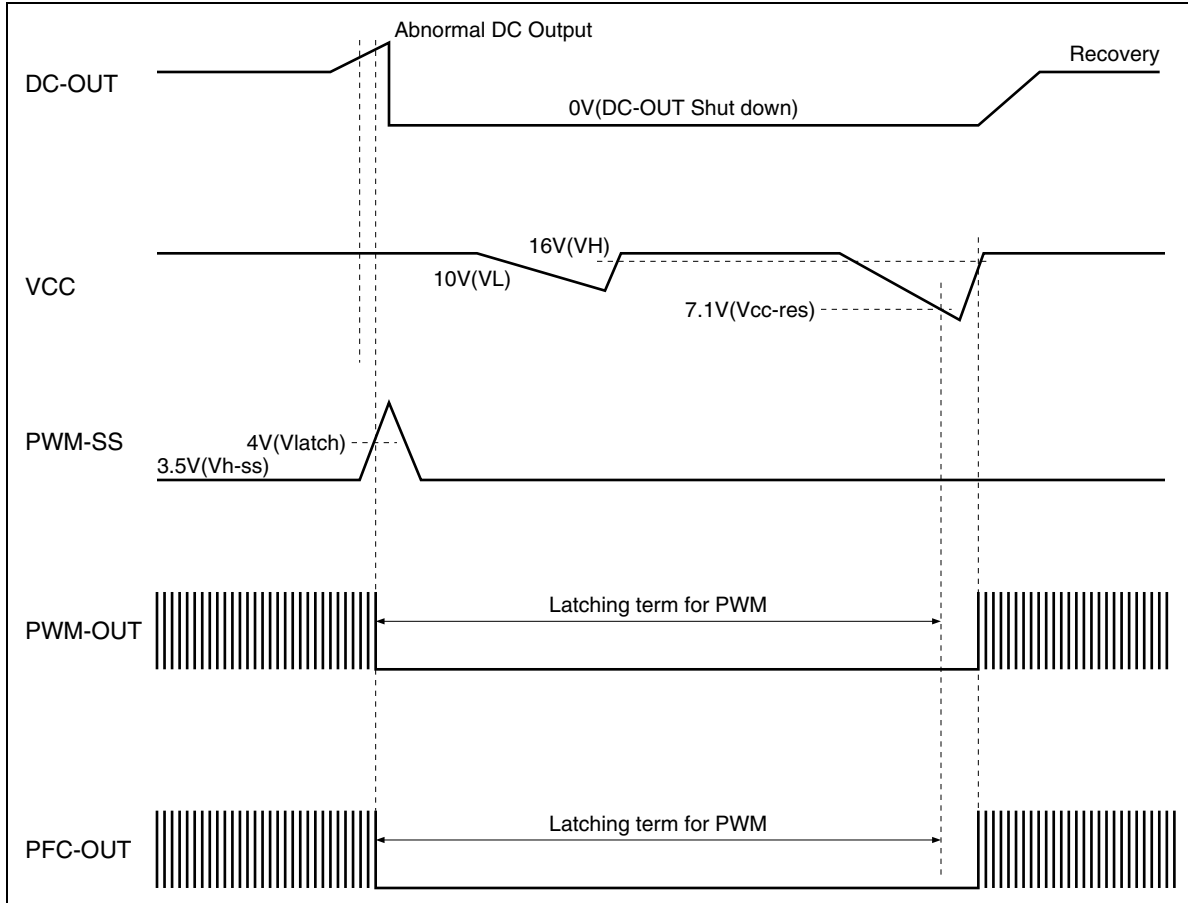 Abnormal DC Output
Recovery
DC-OUT
0V(DC-OUT Shut down)
16V(VH)
10V(VL)
VCC
7.1V(Vcc-res)
PWM-SS
4V(Vlatch)
3.5V(Vh-ss)
Latching term for PWM
PWM-OUT
Latching term for PWM
PFC-OUT